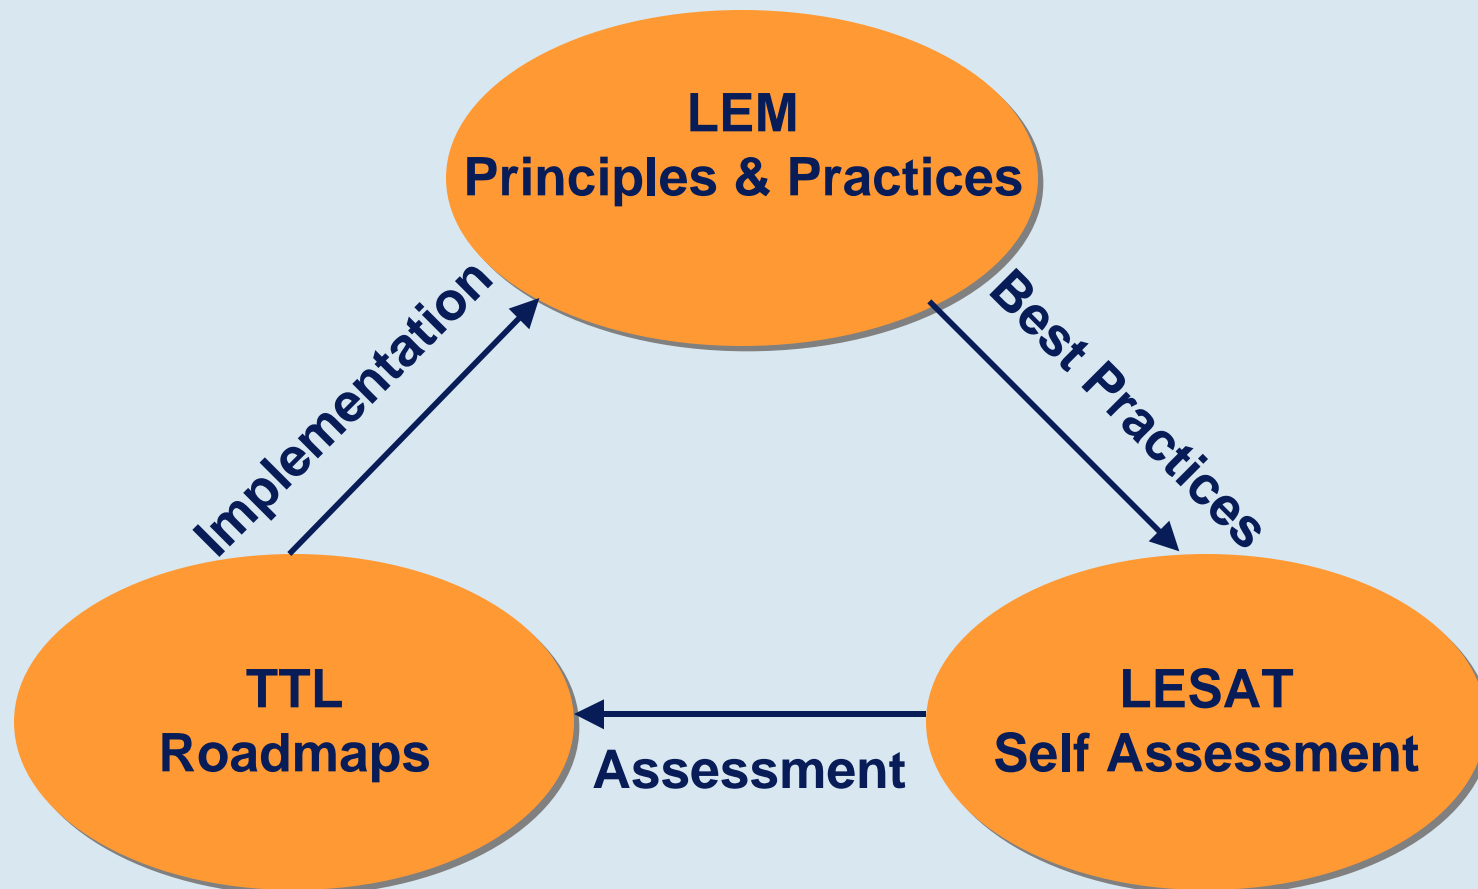 LEM
Principles & Practices
Implementation
Best Practices
TTL
Roadmaps
Assessment
LESAT
Self Assessment